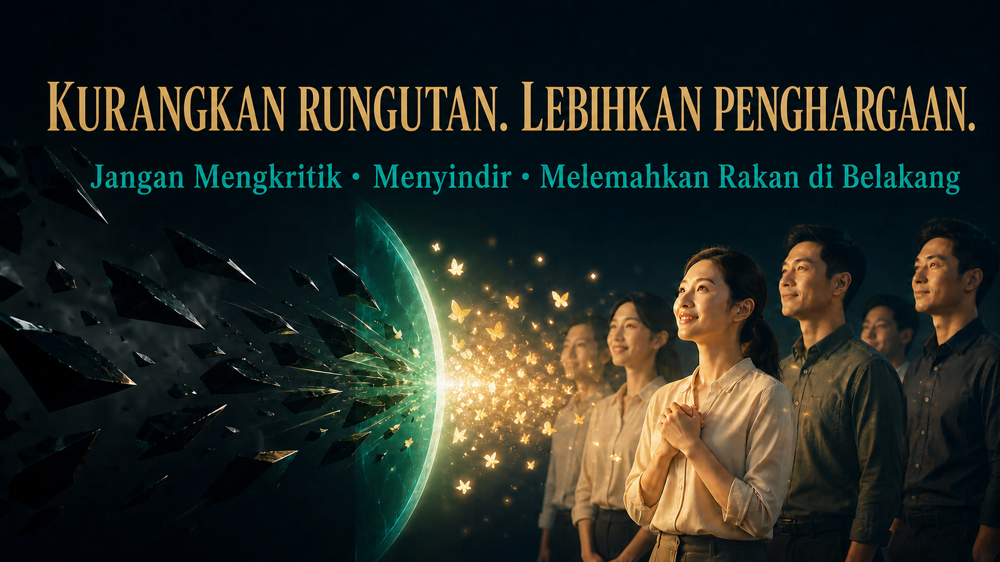 KURANGKAN RUNGUTAN. LEBIHKAN PENGHARGAAN.
Jangan Mengkritik • Menyindir • Melemahkan Rakan di Belakang